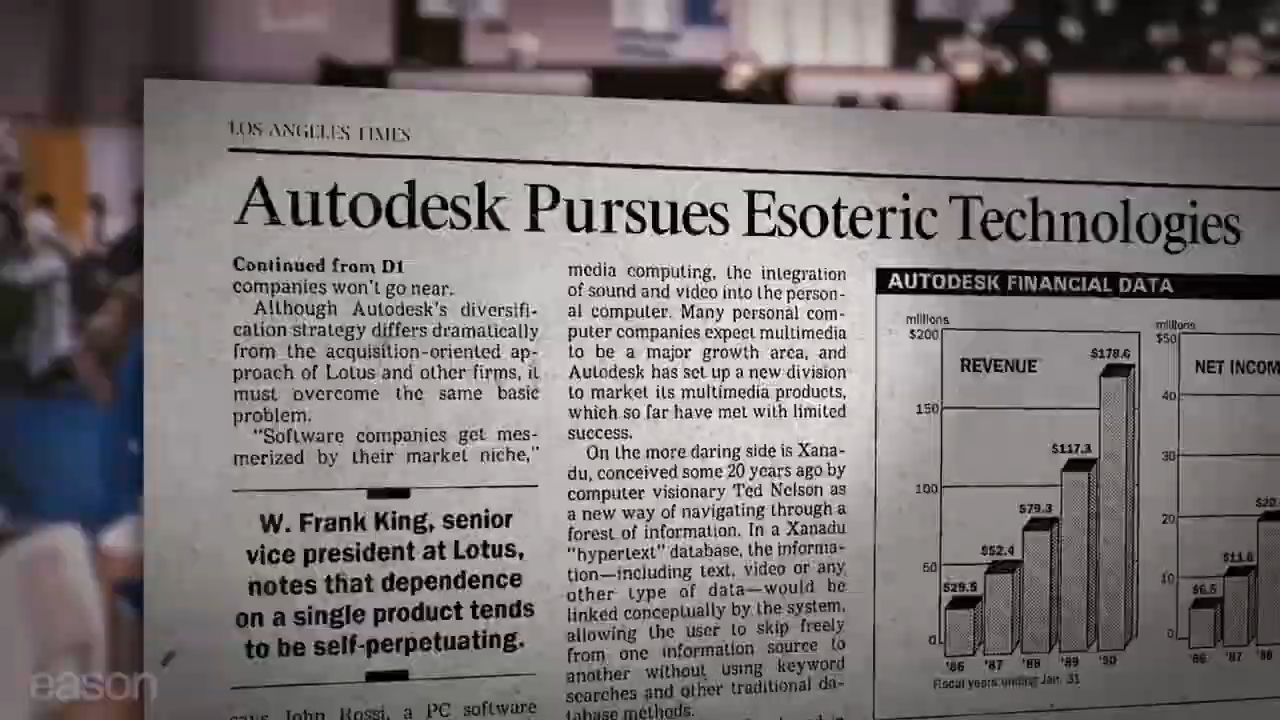 LOS ANGELES TIMES
Autodesk Pursues Esoteric Technologies
Continued from D1
companies won't go near.
Although Autodesk's diversifi-
cation strategy differs dramatically
from the acquisition-oriented ap-
proach of Lotus and other firms, it
must overcome the same basic
problem.
"Software companies get mes-
merized by their market niche,"
W. Frank King, senior
vice president at Lotus,
notes that dependence
on a single product tends
to be self-perpetuating.
says John Rossi, a PC software
media computing, the integration
of sound and video into the person-
al computer. Many personal com-
puter companies expect multimedia
to be a major growth area, and
Autodesk has set up a new division
to market its multimedia products,
which so far have met with limited
success.
On the more daring side is Xana-
du, conceived some 20 years ago by
computer visionary Ted Nelson as
a new way of navigating through a
forest of information. In a Xanadu
"hypertext" database, the informa-
tion—including text, video or any
other type of data—would be
linked conceptually by the system,
allowing the user to skip freely
from one information source to
another without using keyword
searches and other traditional da-
tabase methods.
AUTODESK FINANCIAL DATA
millions
$200
150
100
50
0
REVENUE
$29.5
$52.4
$79.3
$117.3
$178.6
'86 '87 '88 '89 '90
Fiscal years ending Jan. 31
millions
$50
40
30
20
10
0
NET INCOM
$6.5
$11.6
$20
'86 '87 '88
eason